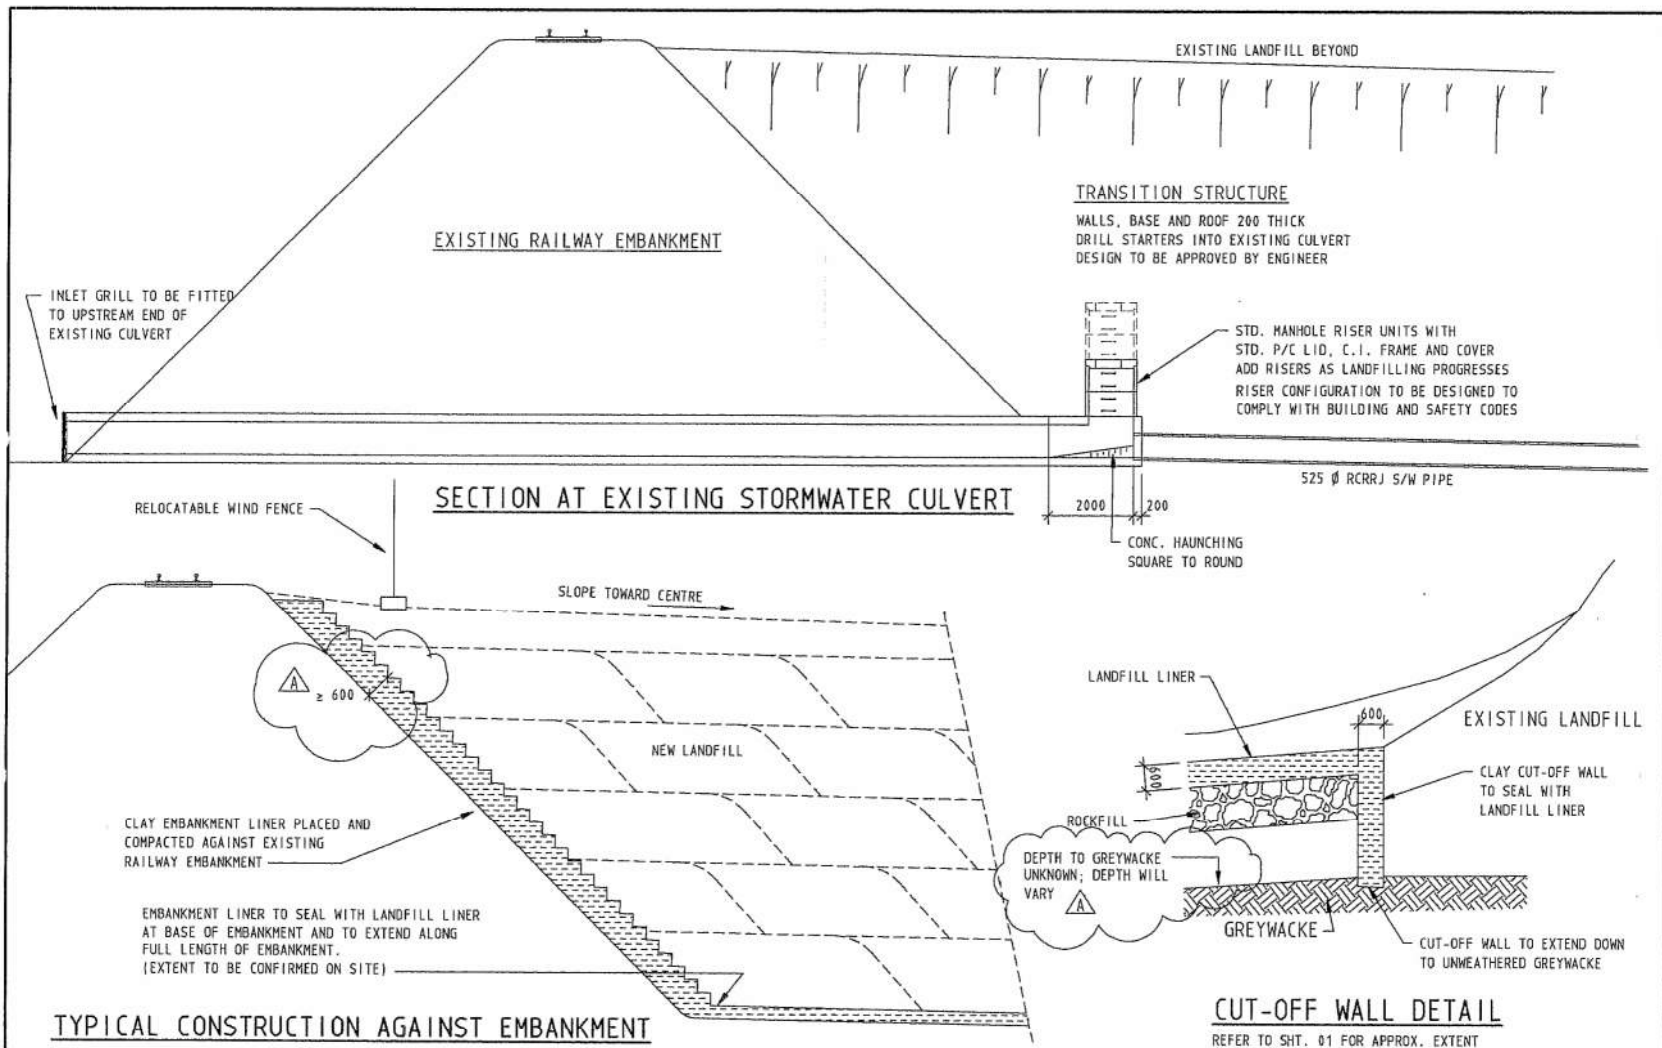 EXISTING LANDFILL BEYOND
TRANSITION STRUCTURE
WALLS, BASE AND ROOF 200 THICK
DRILL STARTERS INTO EXISTING CULVERT
DESIGN TO BE APPROVED BY ENGINEER
EXISTING RAILWAY EMBANKMENT
INLET GRILL TO BE FITTED
TO UPSTREAM END OF
EXISTING CULVERT
STD. MANHOLE RISER UNITS WITH
STD. P/C LID, C.I. FRAME AND COVER
ADD RISERS AS LANDFILLING PROGRESSES
RISER CONFIGURATION TO BE DESIGNED TO
COMPLY WITH BUILDING AND SAFETY CODES
525 Ø RCRRJ S/W PIPE
SECTION AT EXISTING STORMWATER CULVERT
2000
200
CONC. HAUNCHING
SQUARE TO ROUND
RELOCATABLE WIND FENCE
SLOPE TOWARD CENTRE
A
≥ 600
NEW LANDFILL
CLAY EMBANKMENT LINER PLACED AND
COMPACTED AGAINST EXISTING
RAILWAY EMBANKMENT
EMBANKMENT LINER TO SEAL WITH LANDFILL LINER
AT BASE OF EMBANKMENT AND TO EXTEND ALONG
FULL LENGTH OF EMBANKMENT.
(EXTENT TO BE CONFIRMED ON SITE)
TYPICAL CONSTRUCTION AGAINST EMBANKMENT
LANDFILL LINER
600
EXISTING LANDFILL
600
CLAY CUT-OFF WALL
TO SEAL WITH
LANDFILL LINER
ROCKFILL
DEPTH TO GREYWACKE
UNKNOWN; DEPTH WILL
VARY
A
GREYWACKE
CUT-OFF WALL TO EXTEND DOWN
TO UNWEATHERED GREYWACKE
CUT-OFF WALL DETAIL
REFER TO SHT. 01 FOR APPROX. EXTENT